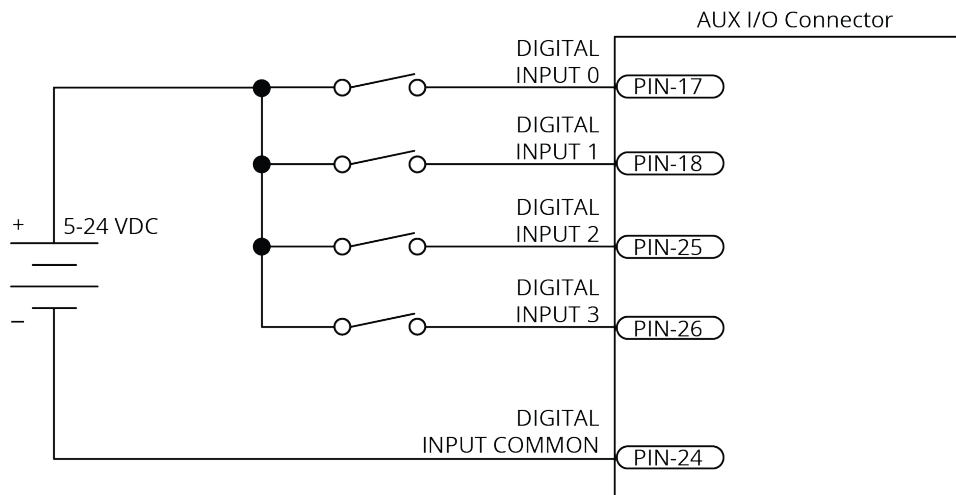 AUX I/O Connector
DIGITAL
INPUT 0
PIN-17
DIGITAL
INPUT 1
PIN-18
DIGITAL
INPUT 2
PIN-25
DIGITAL
INPUT 3
PIN-26
+ 5-24 VDC
–
DIGITAL
INPUT COMMON
PIN-24